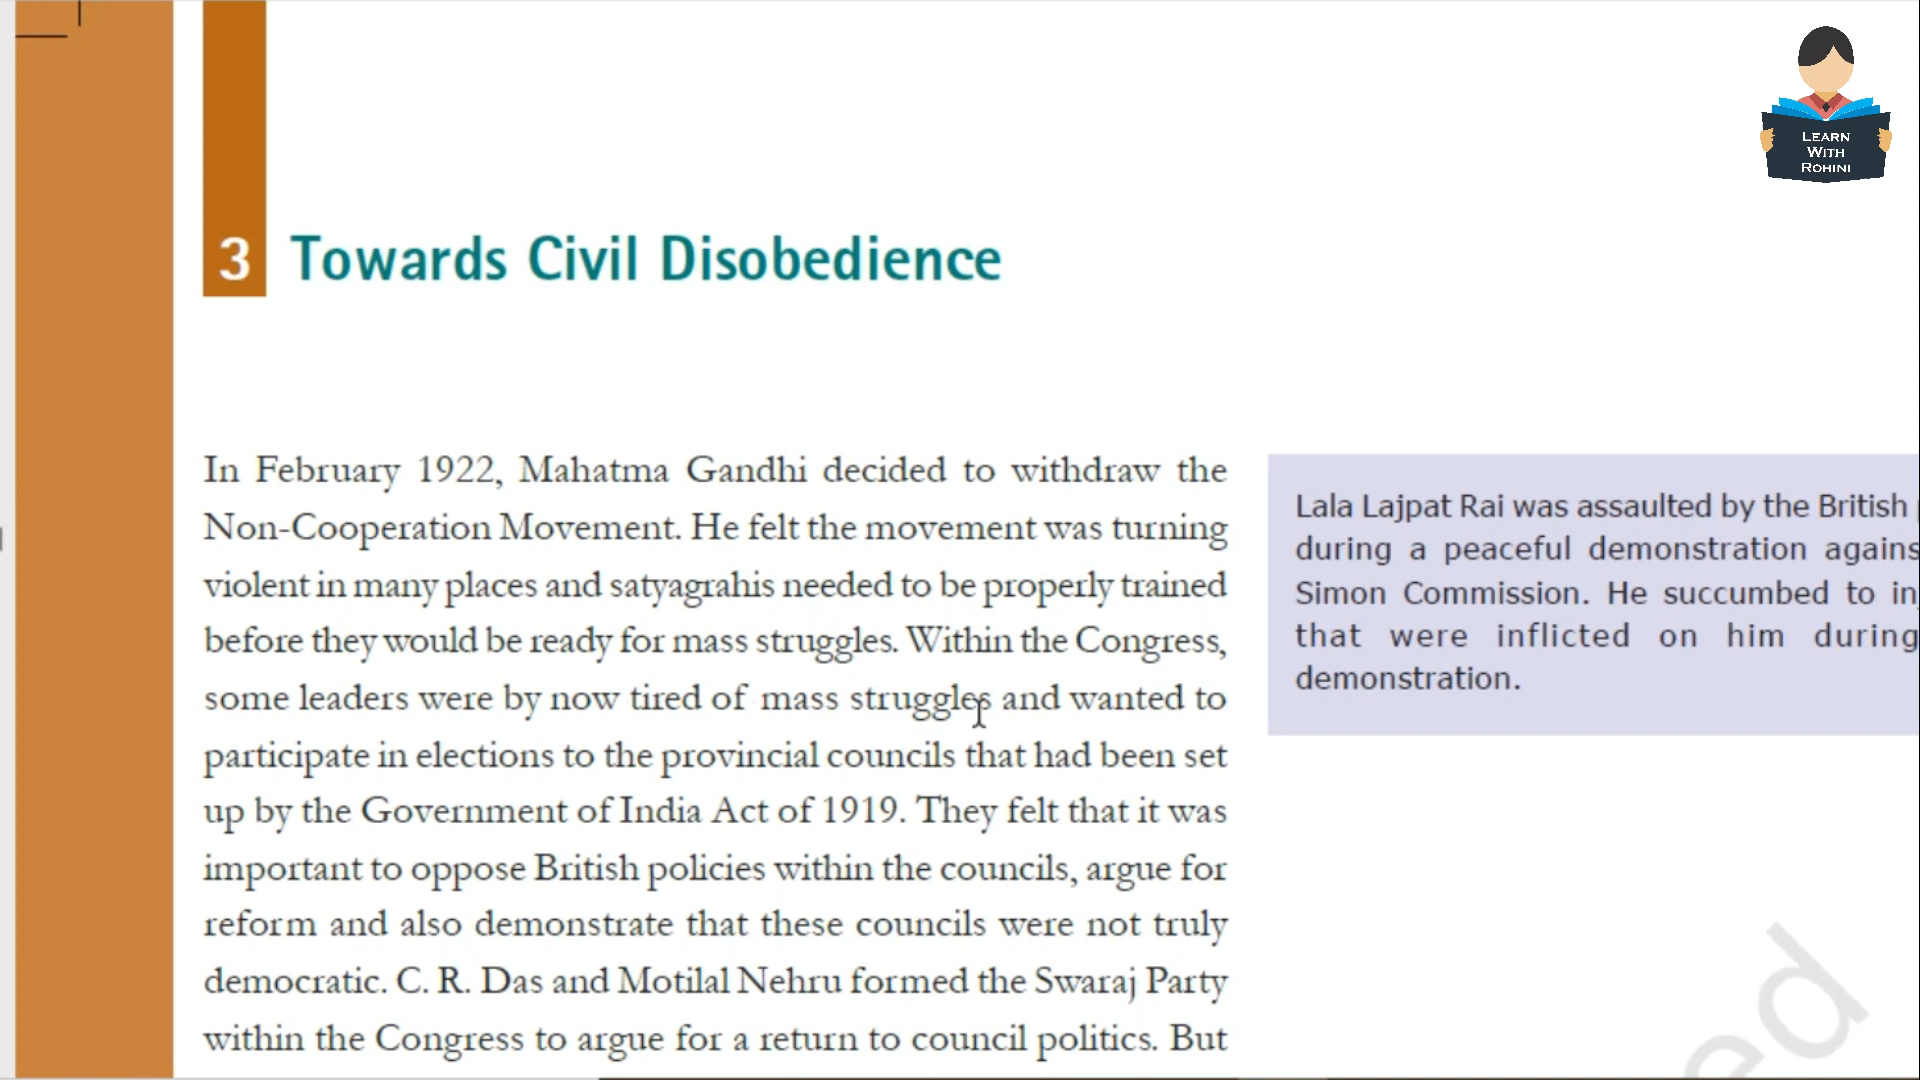 LEARN
WITH
ROHINI
3 Towards Civil Disobedience
In February 1922, Mahatma Gandhi decided to withdraw the
Non-Cooperation Movement. He felt the movement was turning
violent in many places and satyagrahis needed to be properly trained
before they would be ready for mass struggles. Within the Congress,
some leaders were by now tired of mass struggles and wanted to
participate in elections to the provincial councils that had been set
up by the Government of India Act of 1919. They felt that it was
important to oppose British policies within the councils, argue for
reform and also demonstrate that these councils were not truly
democratic. C. R. Das and Motilal Nehru formed the Swaraj Party
within the Congress to argue for a return to council politics. But
Lala Lajpat Rai was assaulted by the British
during a peaceful demonstration
Simon Commission. He succumbed to
that were inflicted on him during
demonstration.